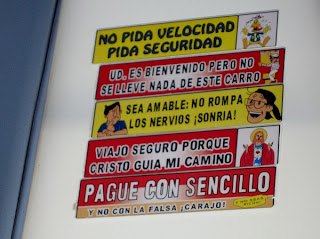 NO PIDA VELOCIDAD
PIDA SEGURIDAD
UD. ES BIENVENIDO PERO NO
SE LLEVE NADA DE ESTE CARRO
SEA AMABLE: NO ROMPA
LOS NERVIOS ¡SONRIA!
VIAJO SEGURO PORQUE
CRISTO GUIA MI CAMINO
PAGUE CON SENCILLO
Y NO CON LA FALSA ¡CARAJO!